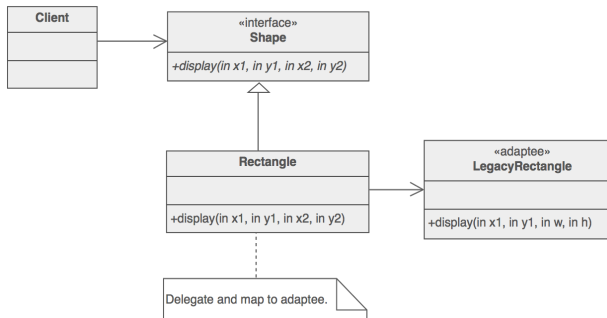 Client
«interface»
Shape
+display(in x1, in y1, in x2, in y2)
Rectangle
+display(in x1, in y1, in x2, in y2)
«adaptee»
LegacyRectangle
+display(in x1, in y1, in w, in h)
Delegate and map to adaptee.